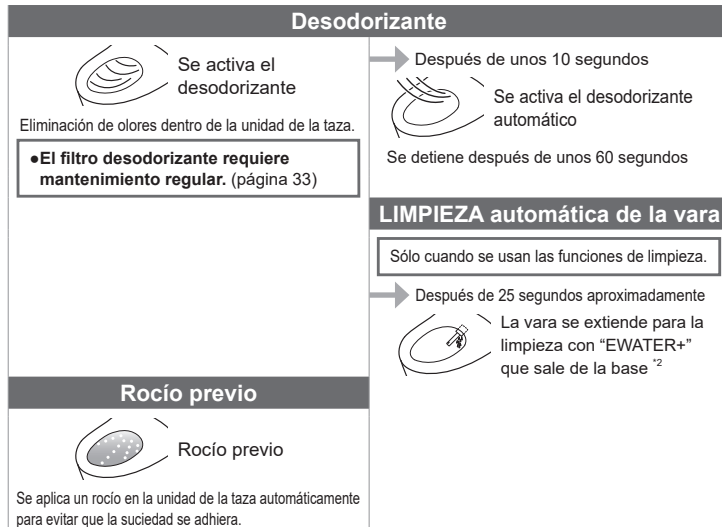 Desodorizante
Se activa el
desodorizante
Eliminación de olores dentro de la unidad de la taza.
●El filtro desodorizante requiere
mantenimiento regular. (página 33)
Después de unos 10 segundos
Se activa el desodorizante
automático
Se detiene después de unos 60 segundos
LIMPIEZA automática de la vara
Sólo cuando se usan las funciones de limpieza.
Después de 25 segundos aproximadamente
La vara se extiende para la
limpieza con “EWATER+”
que sale de la base *2
Rocío previo
Rocío previo
Se aplica un rocío en la unidad de la taza automáticamente
para evitar que la suciedad se adhiera.